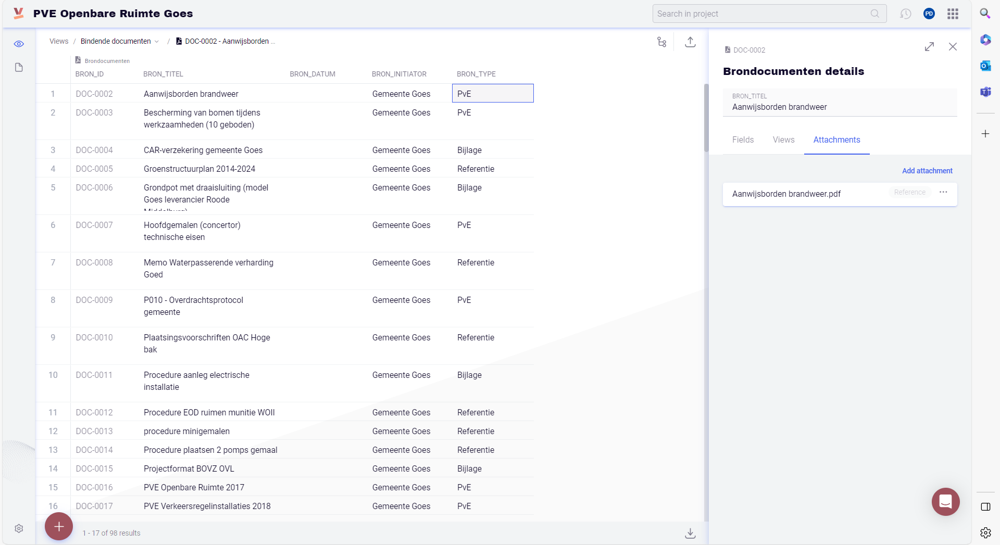 PVE Openbare Ruimte Goes
Search in project
PD
Views / Bindende documenten / DOC-0002 - Aanwijsborden ...
Brondocumenten
BRON_ID BRON_TITEL BRON_DATUM BRON_INITIATOR BRON_TYPE
1 DOC-0002 Aanwijsborden brandweer Gemeente Goes PvE
2 DOC-0003 Bescherming van bomen tijdens Gemeente Goes PvE
werkzaamheden (10 geboden)
3 DOC-0004 CAR-verzekering gemeente Goes Gemeente Goes Bijlage
4 DOC-0005 Groenstructuurplan 2014-2024 Gemeente Goes Referentie
5 DOC-0006 Grondpot met draaisluiting (model Gemeente Goes Bijlage
Goes leverancier Roode
Middelburg)
6 DOC-0007 Hoofdgemalen (concertor) Gemeente Goes PvE
technische eisen
7 DOC-0008 Memo Waterpasserende verharding Gemeente Goes Referentie
Goed
8 DOC-0009 P010 - Overdrachtsprotocol Gemeente Goes PvE
gemeente
9 DOC-0010 Plaatsingsvoorschriften OAC Hoge Gemeente Goes Referentie
bak
10 DOC-0011 Procedure aanleg electrische Gemeente Goes Bijlage
installatie
11 DOC-0012 Procedure EOD ruimen munitie WOII Gemeente Goes Referentie
12 DOC-0013 procedure minigemalen Gemeente Goes Referentie
13 DOC-0014 Procedure plaatsen 2 pomps gemaal Gemeente Goes Referentie
14 DOC-0015 Projectformat BOVZ OVL Gemeente Goes Bijlage
15 DOC-0016 PVE Openbare Ruimte 2017 Gemeente Goes PvE
16 DOC-0017 PVE Verkeersregelinstallaties 2018 Gemeente Goes PvE
1 - 17 of 98 results
DOC-0002
Brondocumenten details
BRON_TITEL
Aanwijsborden brandweer
Fields Views Attachments
Add attachment
Aanwijsborden brandweer.pdf Reference